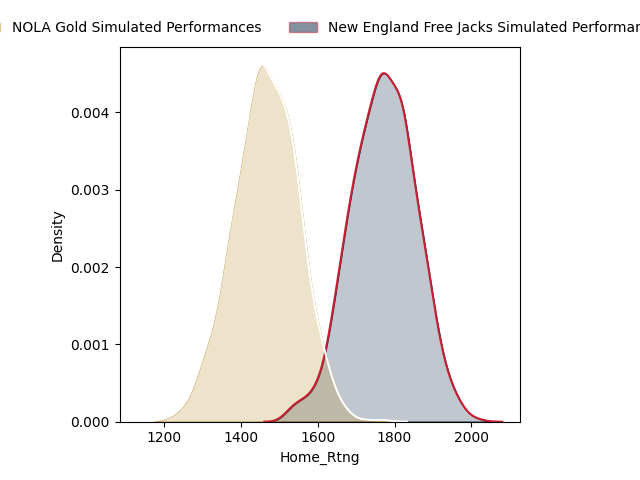 NOLA Gold Simulated Performances New England Free Jacks Simulated
0.004
0.003
0.002
0.001
0.000
Density
1200 1400 1600 1800 2000
Home_Rtng